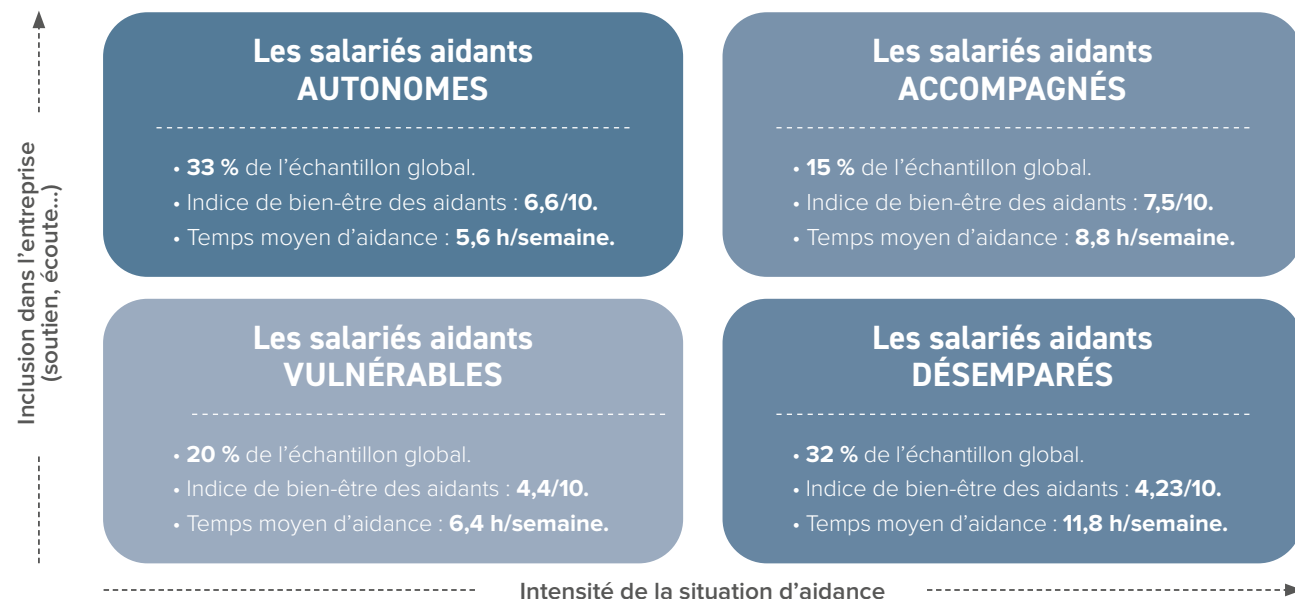 Inclusion dans l'entreprise
(soutien, écoute...)
Les salariés aidants
AUTONOMES
• 33 % de l'échantillon global.
• Indice de bien-être des aidants : 6,6/10.
• Temps moyen d'aidance : 5,6 h/semaine.
Les salariés aidants
ACCOMPAGNÉS
• 15 % de l'échantillon global.
• Indice de bien-être des aidants : 7,5/10.
• Temps moyen d'aidance : 8,8 h/semaine.
Les salariés aidants
VULNÉRABLES
• 20 % de l'échantillon global.
• Indice de bien-être des aidants : 4,4/10.
• Temps moyen d'aidance : 6,4 h/semaine.
Les salariés aidants
DÉSEMPARÉS
• 32 % de l'échantillon global.
• Indice de bien-être des aidants : 4,23/10.
• Temps moyen d'aidance : 11,8 h/semaine.
Intensité de la situation d'aidance